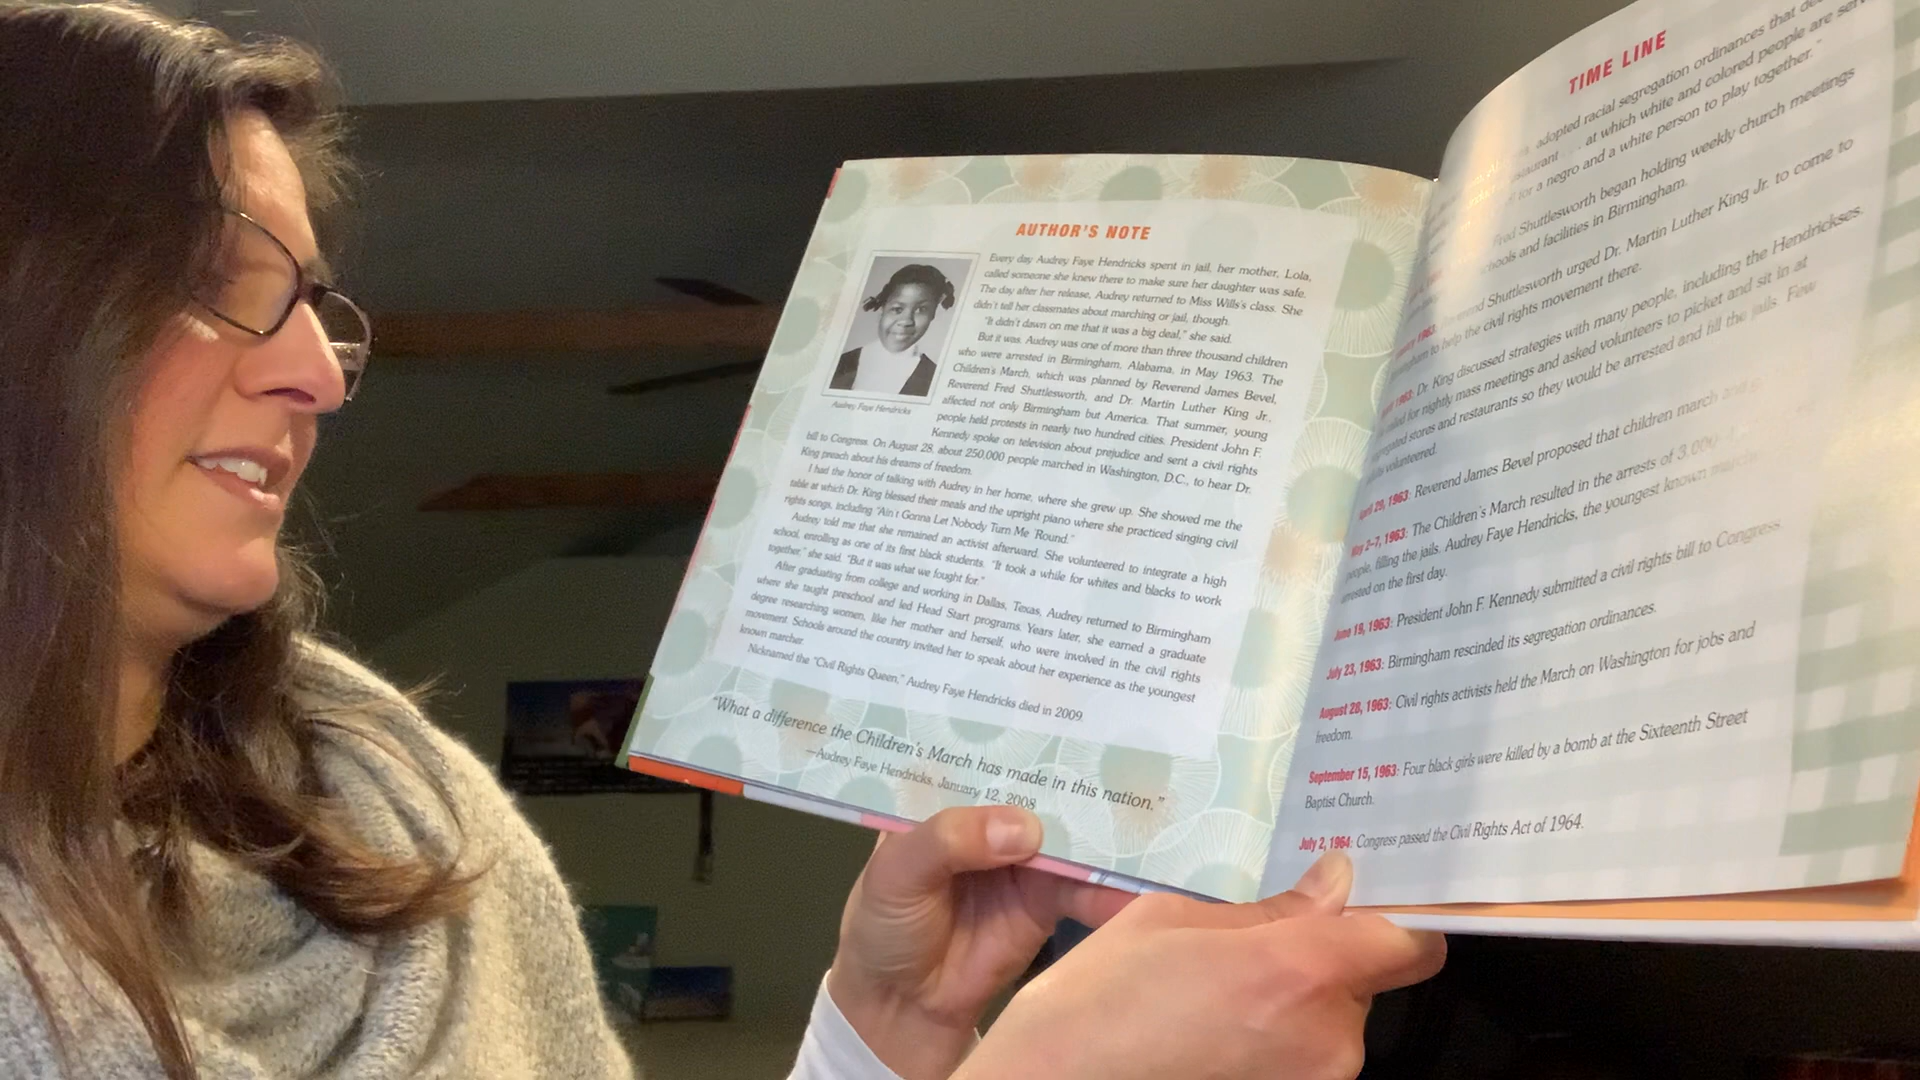 AUTHOR'S NOTE
Every day Audrey Faye Hendricks spent in jail, her mother, Lola,
called someone she knew there to make sure her daughter was safe.
The day after her release, Audrey returned to Miss Wills's class. She
didn't tell her classmates about marching or jail, though.
"It didn't dawn on me that it was a big deal," she said.
But it was. Audrey was one of more than three thousand children
who were arrested in Birmingham, Alabama, in May 1963. The
Children's March, which was planned by Reverend James Bevel,
Reverend Fred Shuttlesworth, and Dr. Martin Luther King Jr.,
affected not only Birmingham but America. That summer, young
people held protests in nearly two hundred cities. President John F.
Kennedy spoke on television about prejudice and sent a civil rights
bill to Congress. On August 28, about 250,000 people marched in Washington, D.C., to hear Dr.
King preach about his dreams of freedom.
I had the honor of talking with Audrey in her home, where she grew up. She showed me the
table at which Dr. King blessed their meals and the upright piano where she practiced singing civil
rights songs, including "Ain't Gonna Let Nobody Turn Me 'Round."
Audrey told me that she remained an activist afterward. She volunteered to integrate a high
school, enrolling as one of its first black students. "It took a while for whites and blacks to work
together," she said. "But it was what we fought for."
After graduating from college and working in Dallas, Texas, Audrey returned to Birmingham
where she taught preschool and led Head Start programs. Years later, she earned a graduate
degree researching women, like her mother and herself, who were involved in the civil rights
movement. Schools around the country invited her to speak about her experience as the youngest
known marcher.
Nicknamed the "Civil Rights Queen," Audrey Faye Hendricks died in 2009.
Audrey Faye Hendricks
"What a difference the Children's March has made in this nation."
—Audrey Faye Hendricks, January 12, 2008
TIME LINE
adopted racial segregation ordinances that
at which white and colored people are
for a negro and a white person to play together."
Fred Shuttlesworth began holding weekly church meetings
schools and facilities in Birmingham.
1963: Reverend Shuttlesworth urged Dr. Martin Luther King Jr. to come to
to help the civil rights movement there.
1963: Dr. King discussed strategies with many people, including the Hendrickses.
called for nightly mass meetings and asked volunteers to picket and sit in at
segregated stores and restaurants so they would be arrested and fill the jails. Few
volunteered.
April 29, 1963: Reverend James Bevel proposed that children march and
May 2–7, 1963: The Children's March resulted in the arrests of 3,000
people, filling the jails. Audrey Faye Hendricks, the youngest known
arrested on the first day.
June 19, 1963: President John F. Kennedy submitted a civil rights bill to Congress
July 23, 1963: Birmingham rescinded its segregation ordinances.
August 28, 1963: Civil rights activists held the March on Washington for jobs and
freedom.
September 15, 1963: Four black girls were killed by a bomb at the Sixteenth Street
Baptist Church.
July 2, 1964: Congress passed the Civil Rights Act of 1964.